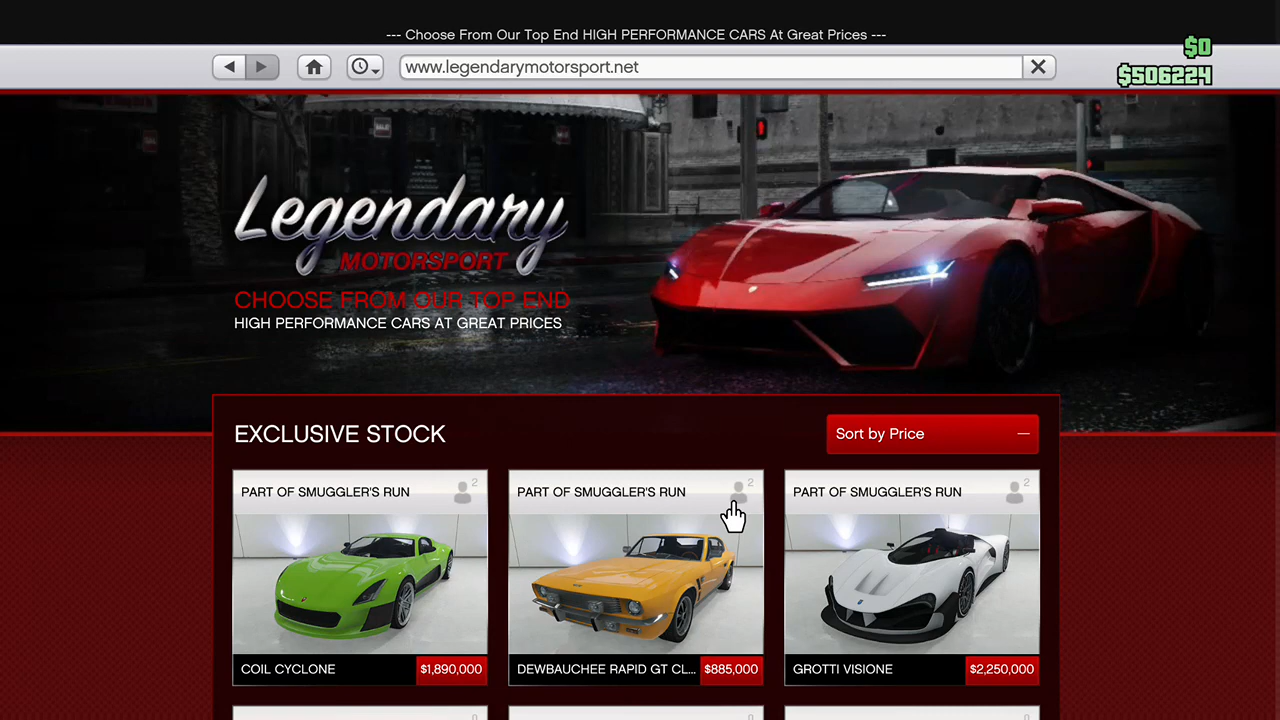 --- Choose From Our Top End HIGH PERFORMANCE CARS At Great Prices ---
$0
www.legendarymotorsport.net
$506224
Legendary
MOTORSPORT
CHOOSE FROM OUR TOP END
HIGH PERFORMANCE CARS AT GREAT PRICES
EXCLUSIVE STOCK
Sort by Price
PART OF SMUGGLER'S RUN 2
PART OF SMUGGLER'S RUN 2
PART OF SMUGGLER'S RUN 2
COIL CYCLONE $1,890,000
DEWBAUCHEE RAPID GT CL... $885,000
GROTTI VISIONE $2,250,000